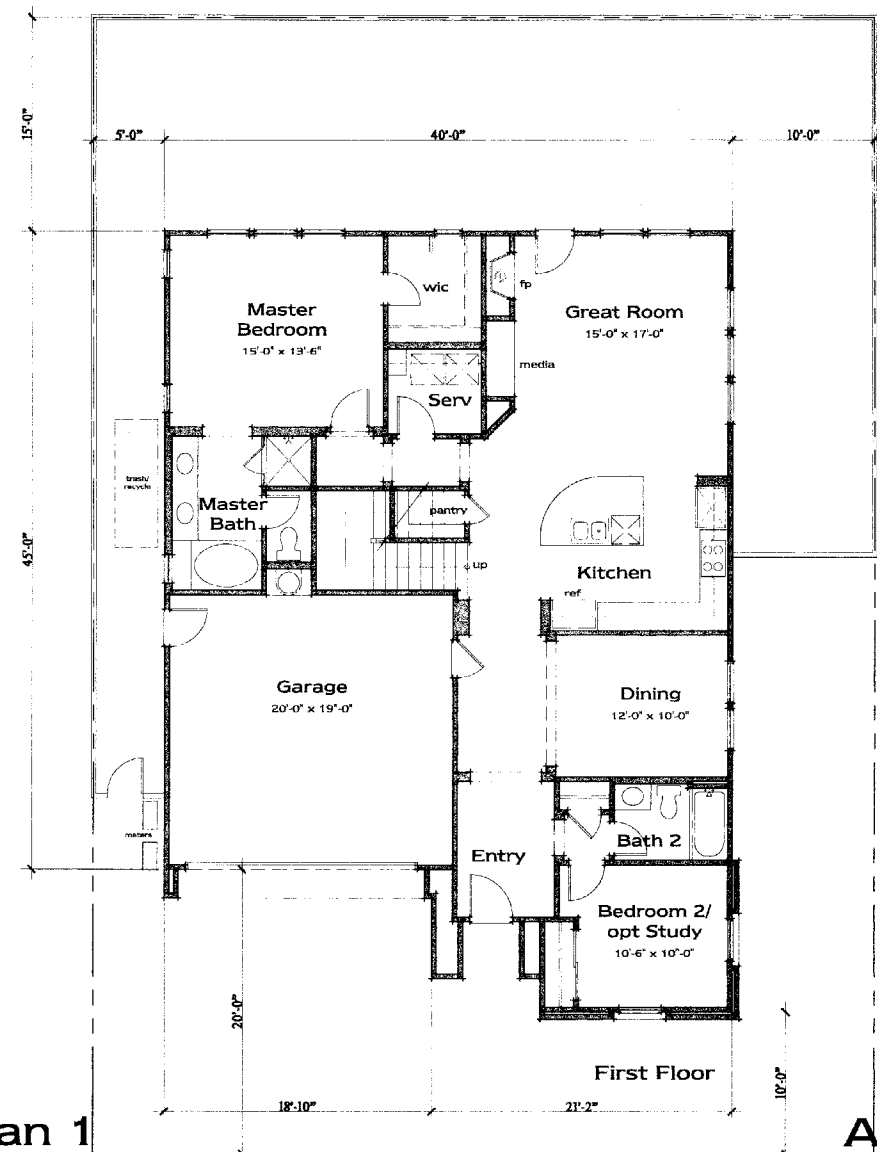 15'-0"
5'-0"
40'-0"
10'-0"
Master
Bedroom
15'-0" x 13'-6"
wic
fp
Great Room
15'-0" x 17'-0"
media
Serv
trash/
recycle
Master
Bath
pantry
45'-0"
up
Kitchen
ref
Garage
20'-0" x 19'-0"
Dining
12'-0" x 10'-0"
meters
Entry
Bath 2
Bedroom 2/
opt Study
10'-6" x 10'-0"
20'-0"
First Floor
10'-0"
18'-10"
21'-2"
an 1
A